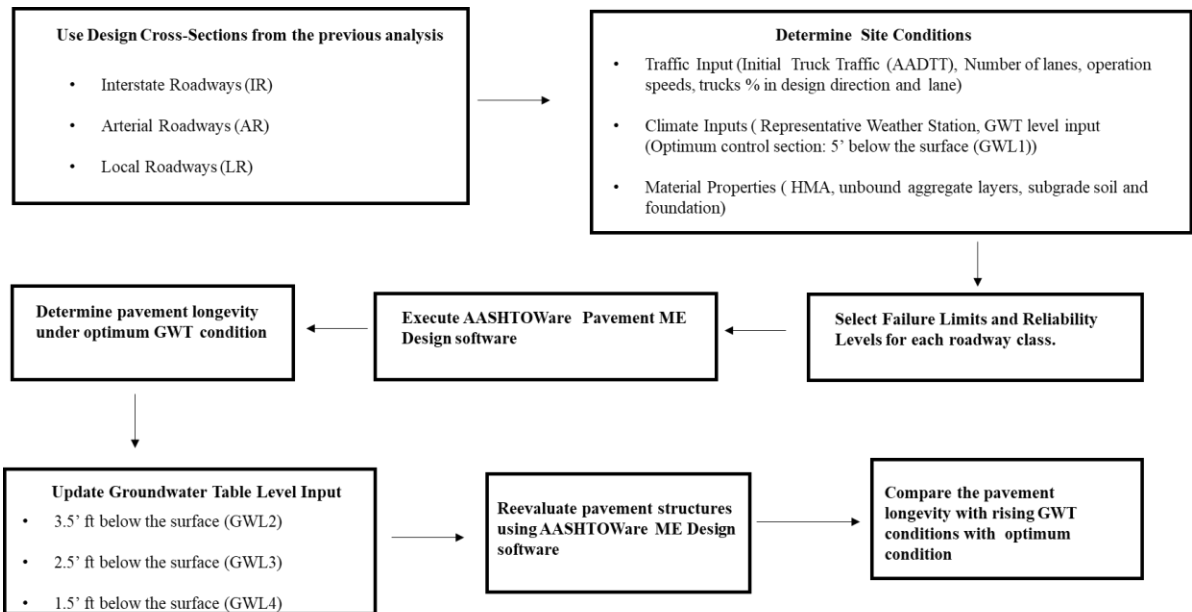 Use Design Cross-Sections from the previous analysis
• Interstate Roadways (IR)
• Arterial Roadways (AR)
• Local Roadways (LR)
Determine Site Conditions
• Traffic Input (Initial Truck Traffic (AADTT), Number of lanes, operation
speeds, trucks % in design direction and lane)
• Climate Inputs ( Representative Weather Station, GWT level input
(Optimum control section: 5’ below the surface (GWL1))
• Material Properties ( HMA, unbound aggregate layers, subgrade soil and
foundation)
Select Failure Limits and Reliability
Levels for each roadway class.
Execute AASHTOWare Pavement ME
Design software
Determine pavement longevity
under optimum GWT condition
Update Groundwater Table Level Input
• 3.5’ ft below the surface (GWL2)
• 2.5’ ft below the surface (GWL3)
• 1.5’ ft below the surface (GWL4)
Reevaluate pavement structures
using AASHTOWare ME Design
software
Compare the pavement
longevity with rising GWT
conditions with optimum
condition